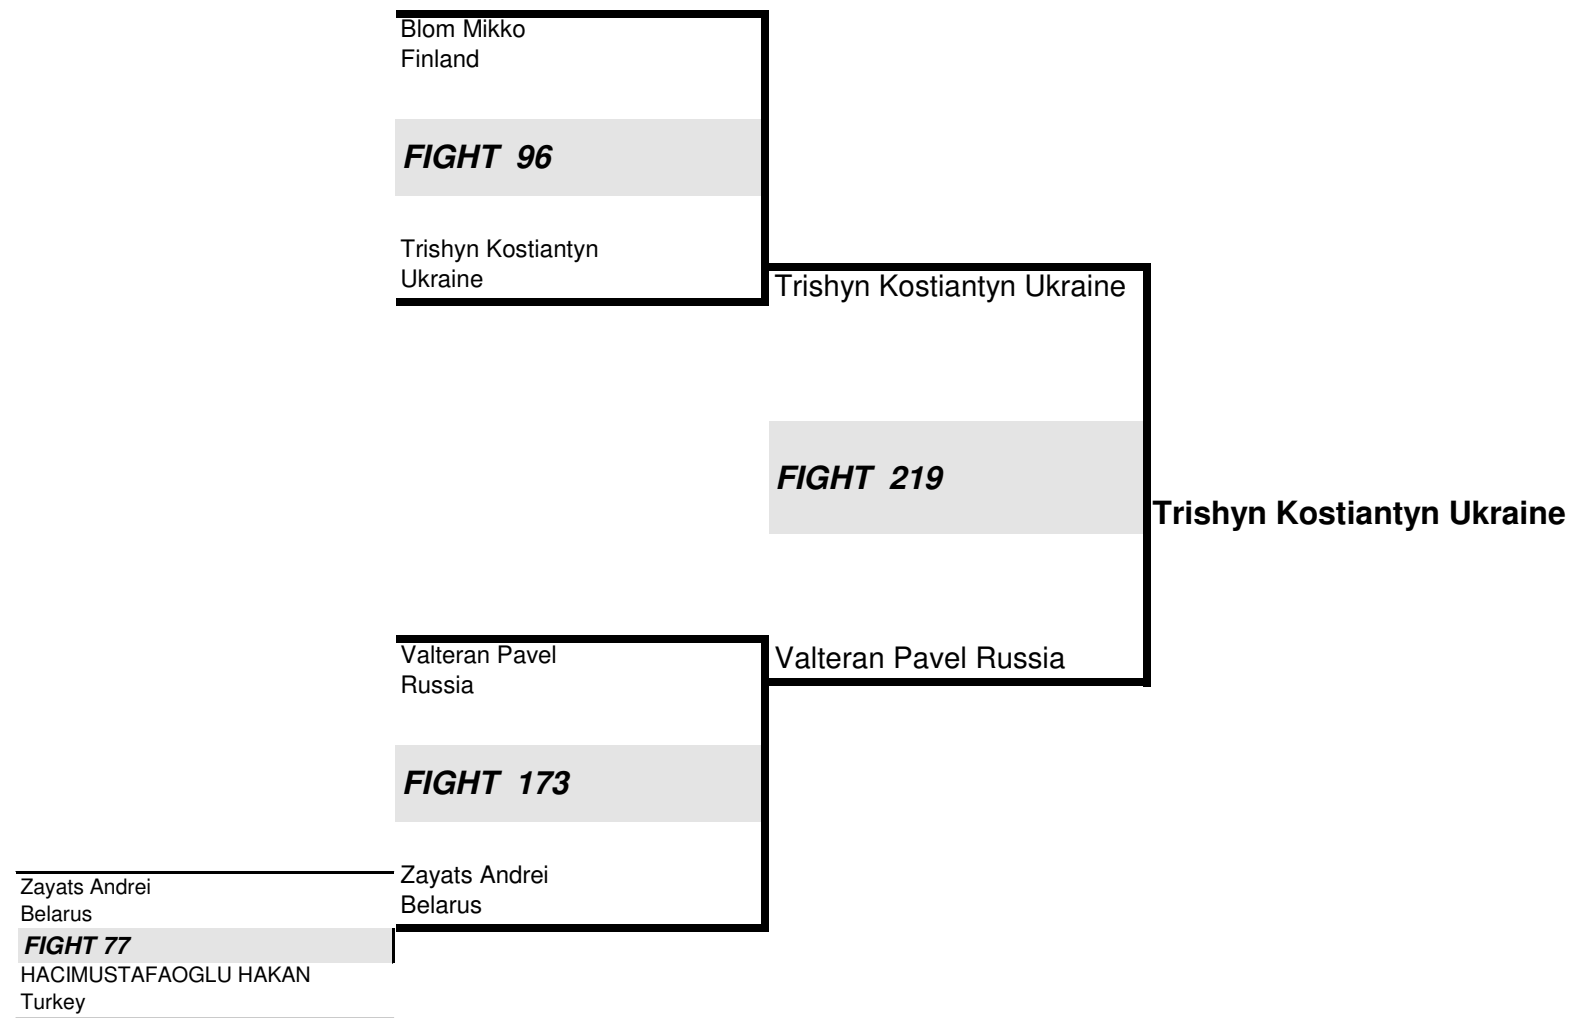 Blom Mikko
Finland
FIGHT 96
Trishyn Kostiantyn
Ukraine
Trishyn Kostiantyn Ukraine
FIGHT 219
Trishyn Kostiantyn Ukraine
Valteran Pavel
Russia
Valteran Pavel Russia
FIGHT 173
Zayats Andrei
Belarus
Zayats Andrei
Belarus
FIGHT 77
HACIMUSTAFAOGLU HAKAN
Turkey